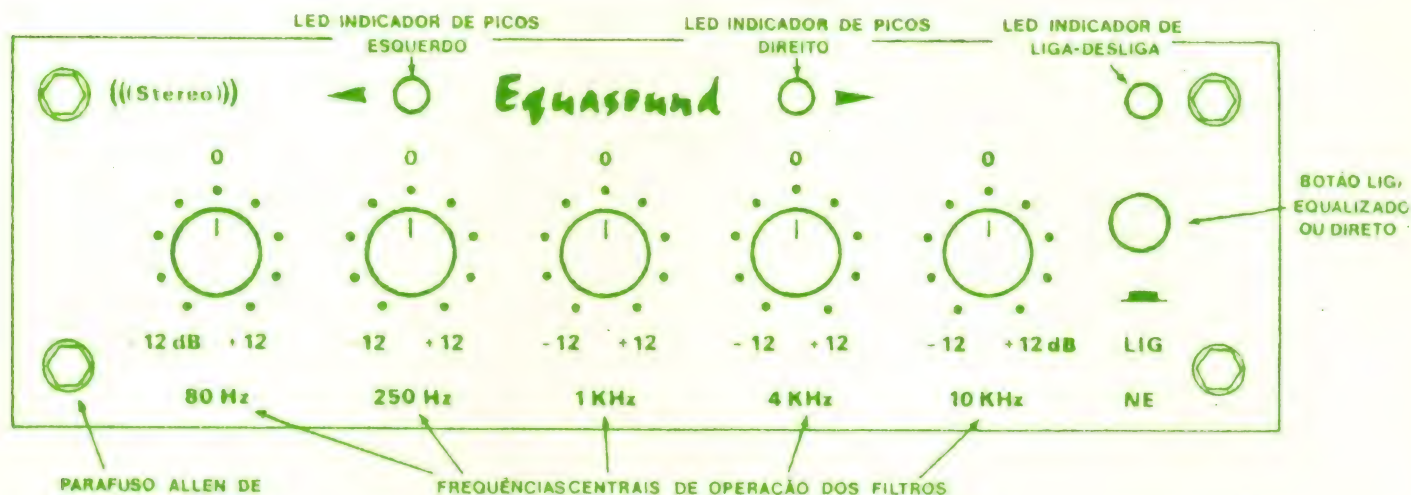 LED INDICADOR DE PICOS
ESQUERDO
LED INDICADOR DE PICOS
DIREITO
LED INDICADOR DE
LIGA-DESLIGA
(((Stereo)))
Equasound
0 0 0 0 0
BOTÃO LIG,
EQUALIZADO
OU DIRETO
-12 dB +12 -12 +12 -12 +12 -12 +12 -12 +12 dB LIG
80 Hz 250 Hz 1 KHz 4 KHz 10 KHz NE
PARAFUSO ALLEN DE
FREQUÊNCIAS CENTRAIS DE OPERAÇÃO DOS FILTROS